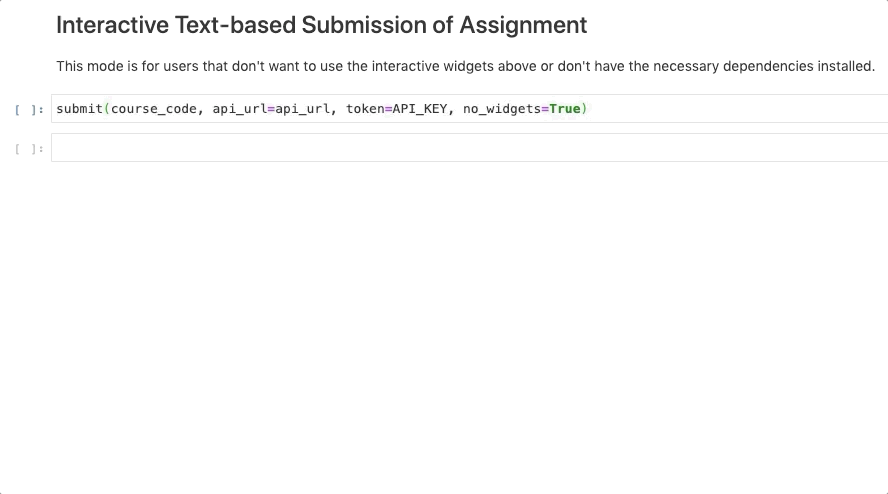 Interactive Text-based Submission of Assignment
This mode is for users that don't want to use the interactive widgets above or don't have the necessary dependencies installed.
[ ]: submit(course_code, api_url=api_url, token=API_KEY, no_widgets=True)
[ ]: